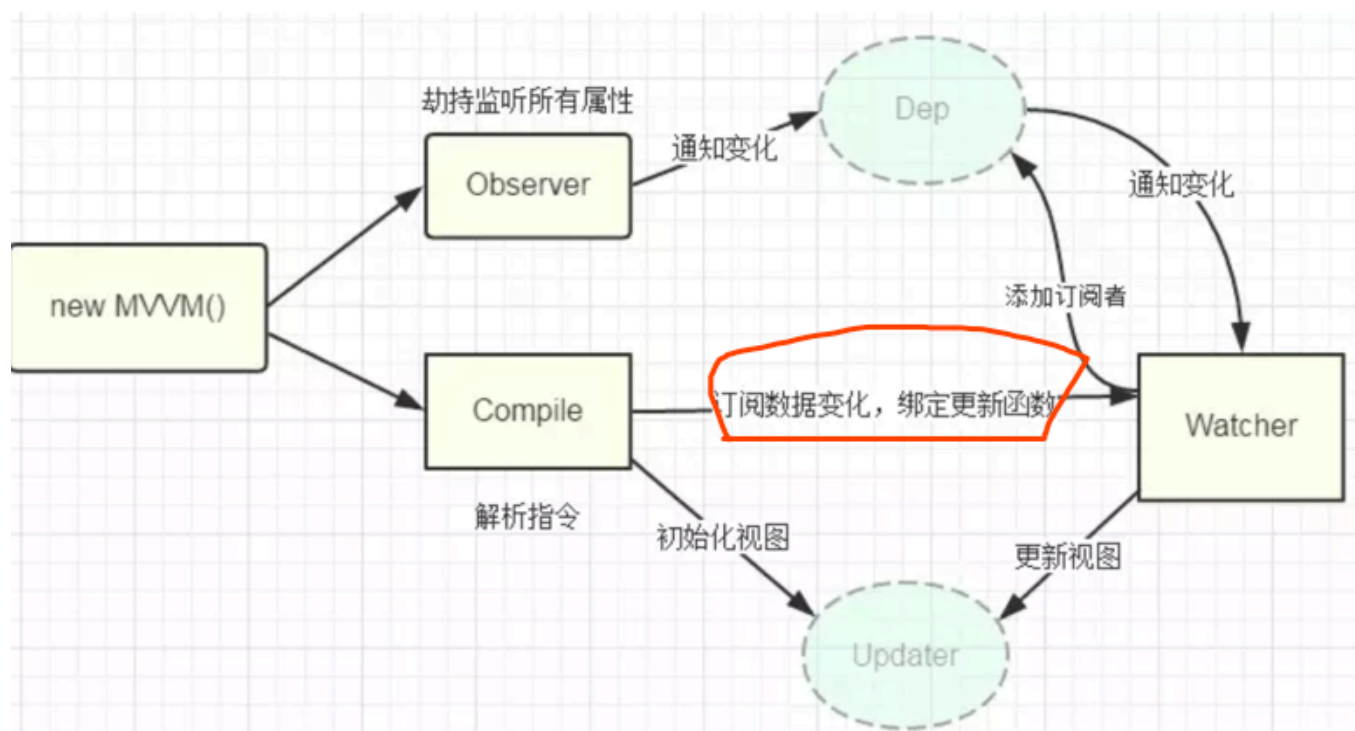 劫持监听所有属性
Dep
通知变化
Observer
通知变化
new MVVM()
添加订阅者
Compile
订阅数据变化，绑定更新函数
Watcher
解析指令
初始化视图
更新视图
Updater